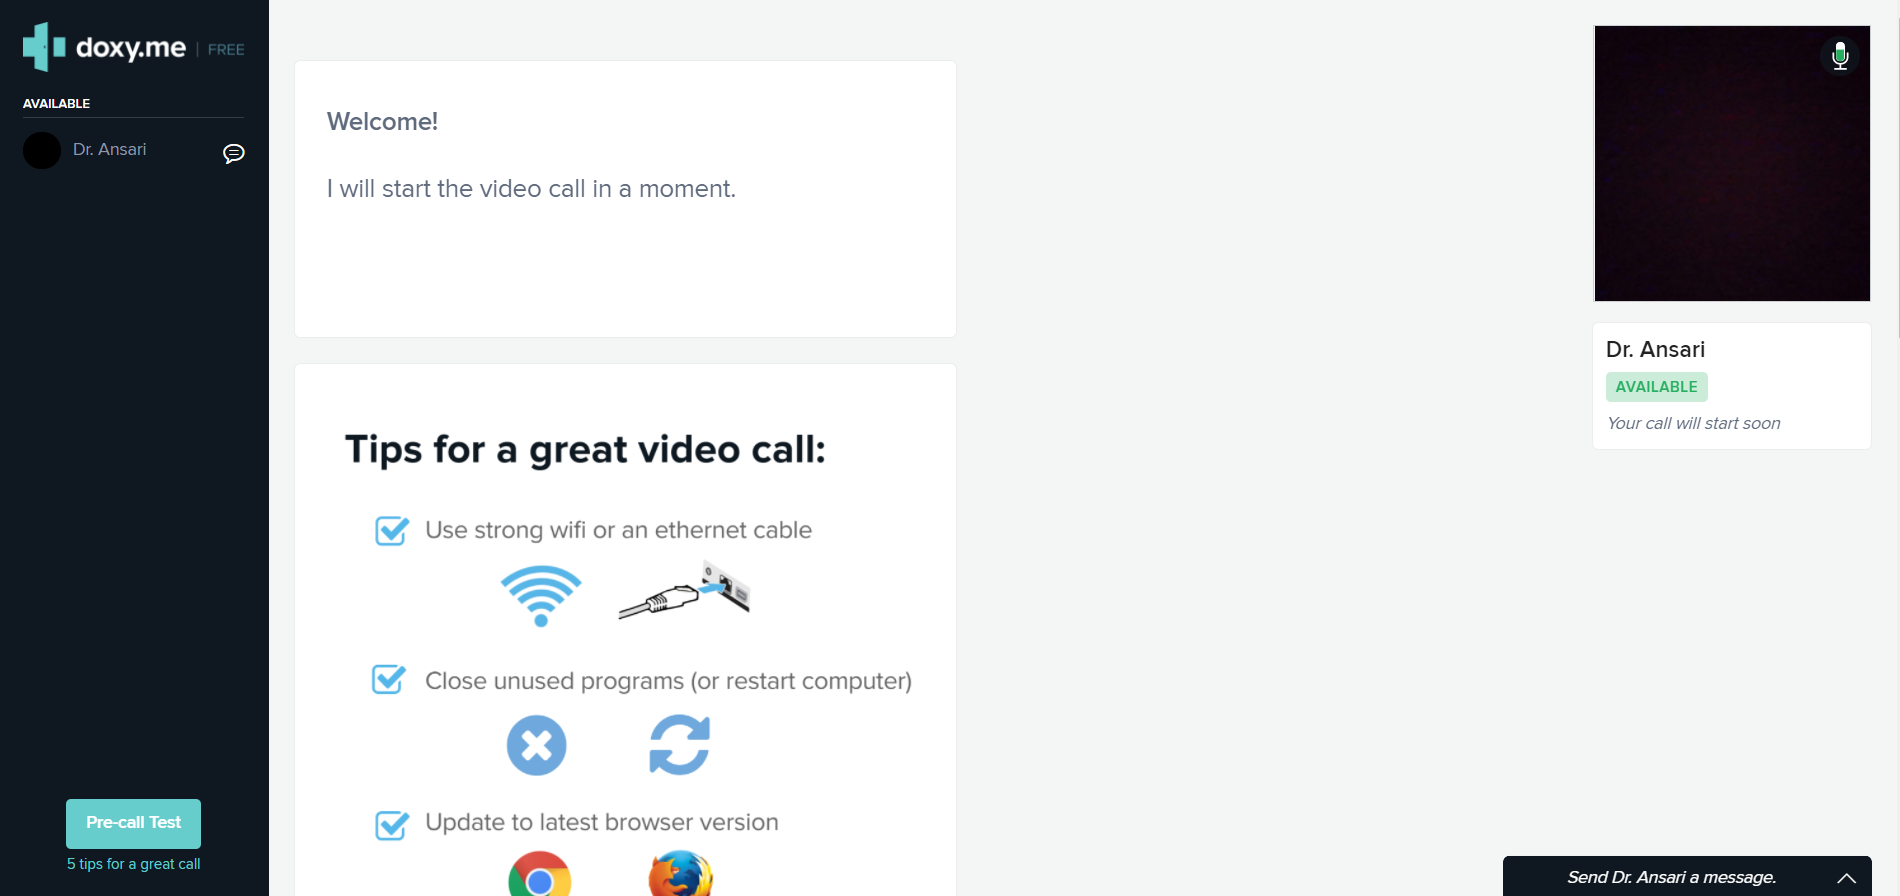 doxy.me | FREE
AVAILABLE
Dr. Ansari
Pre-call Test
5 tips for a great call
Welcome!
I will start the video call in a moment.
Tips for a great video call:
Use strong wifi or an ethernet cable
Close unused programs (or restart computer)
Update to latest browser version
Dr. Ansari
AVAILABLE
Your call will start soon
Send Dr. Ansari a message.